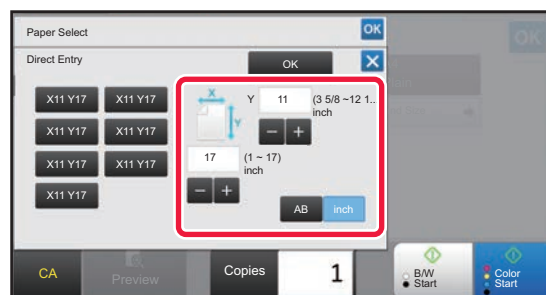 Paper Select
OK
Direct Entry
OK
X11 Y17 X11 Y17
X11 Y17 X11 Y17
X11 Y17 X11 Y17
X11 Y17
X
Y
Y 11 (3 5/8 ~12 1..
inch
17 (1 ~ 17)
inch
AB inch
OK
CA
Preview
Copies 1
B/W
Start
Color
Start